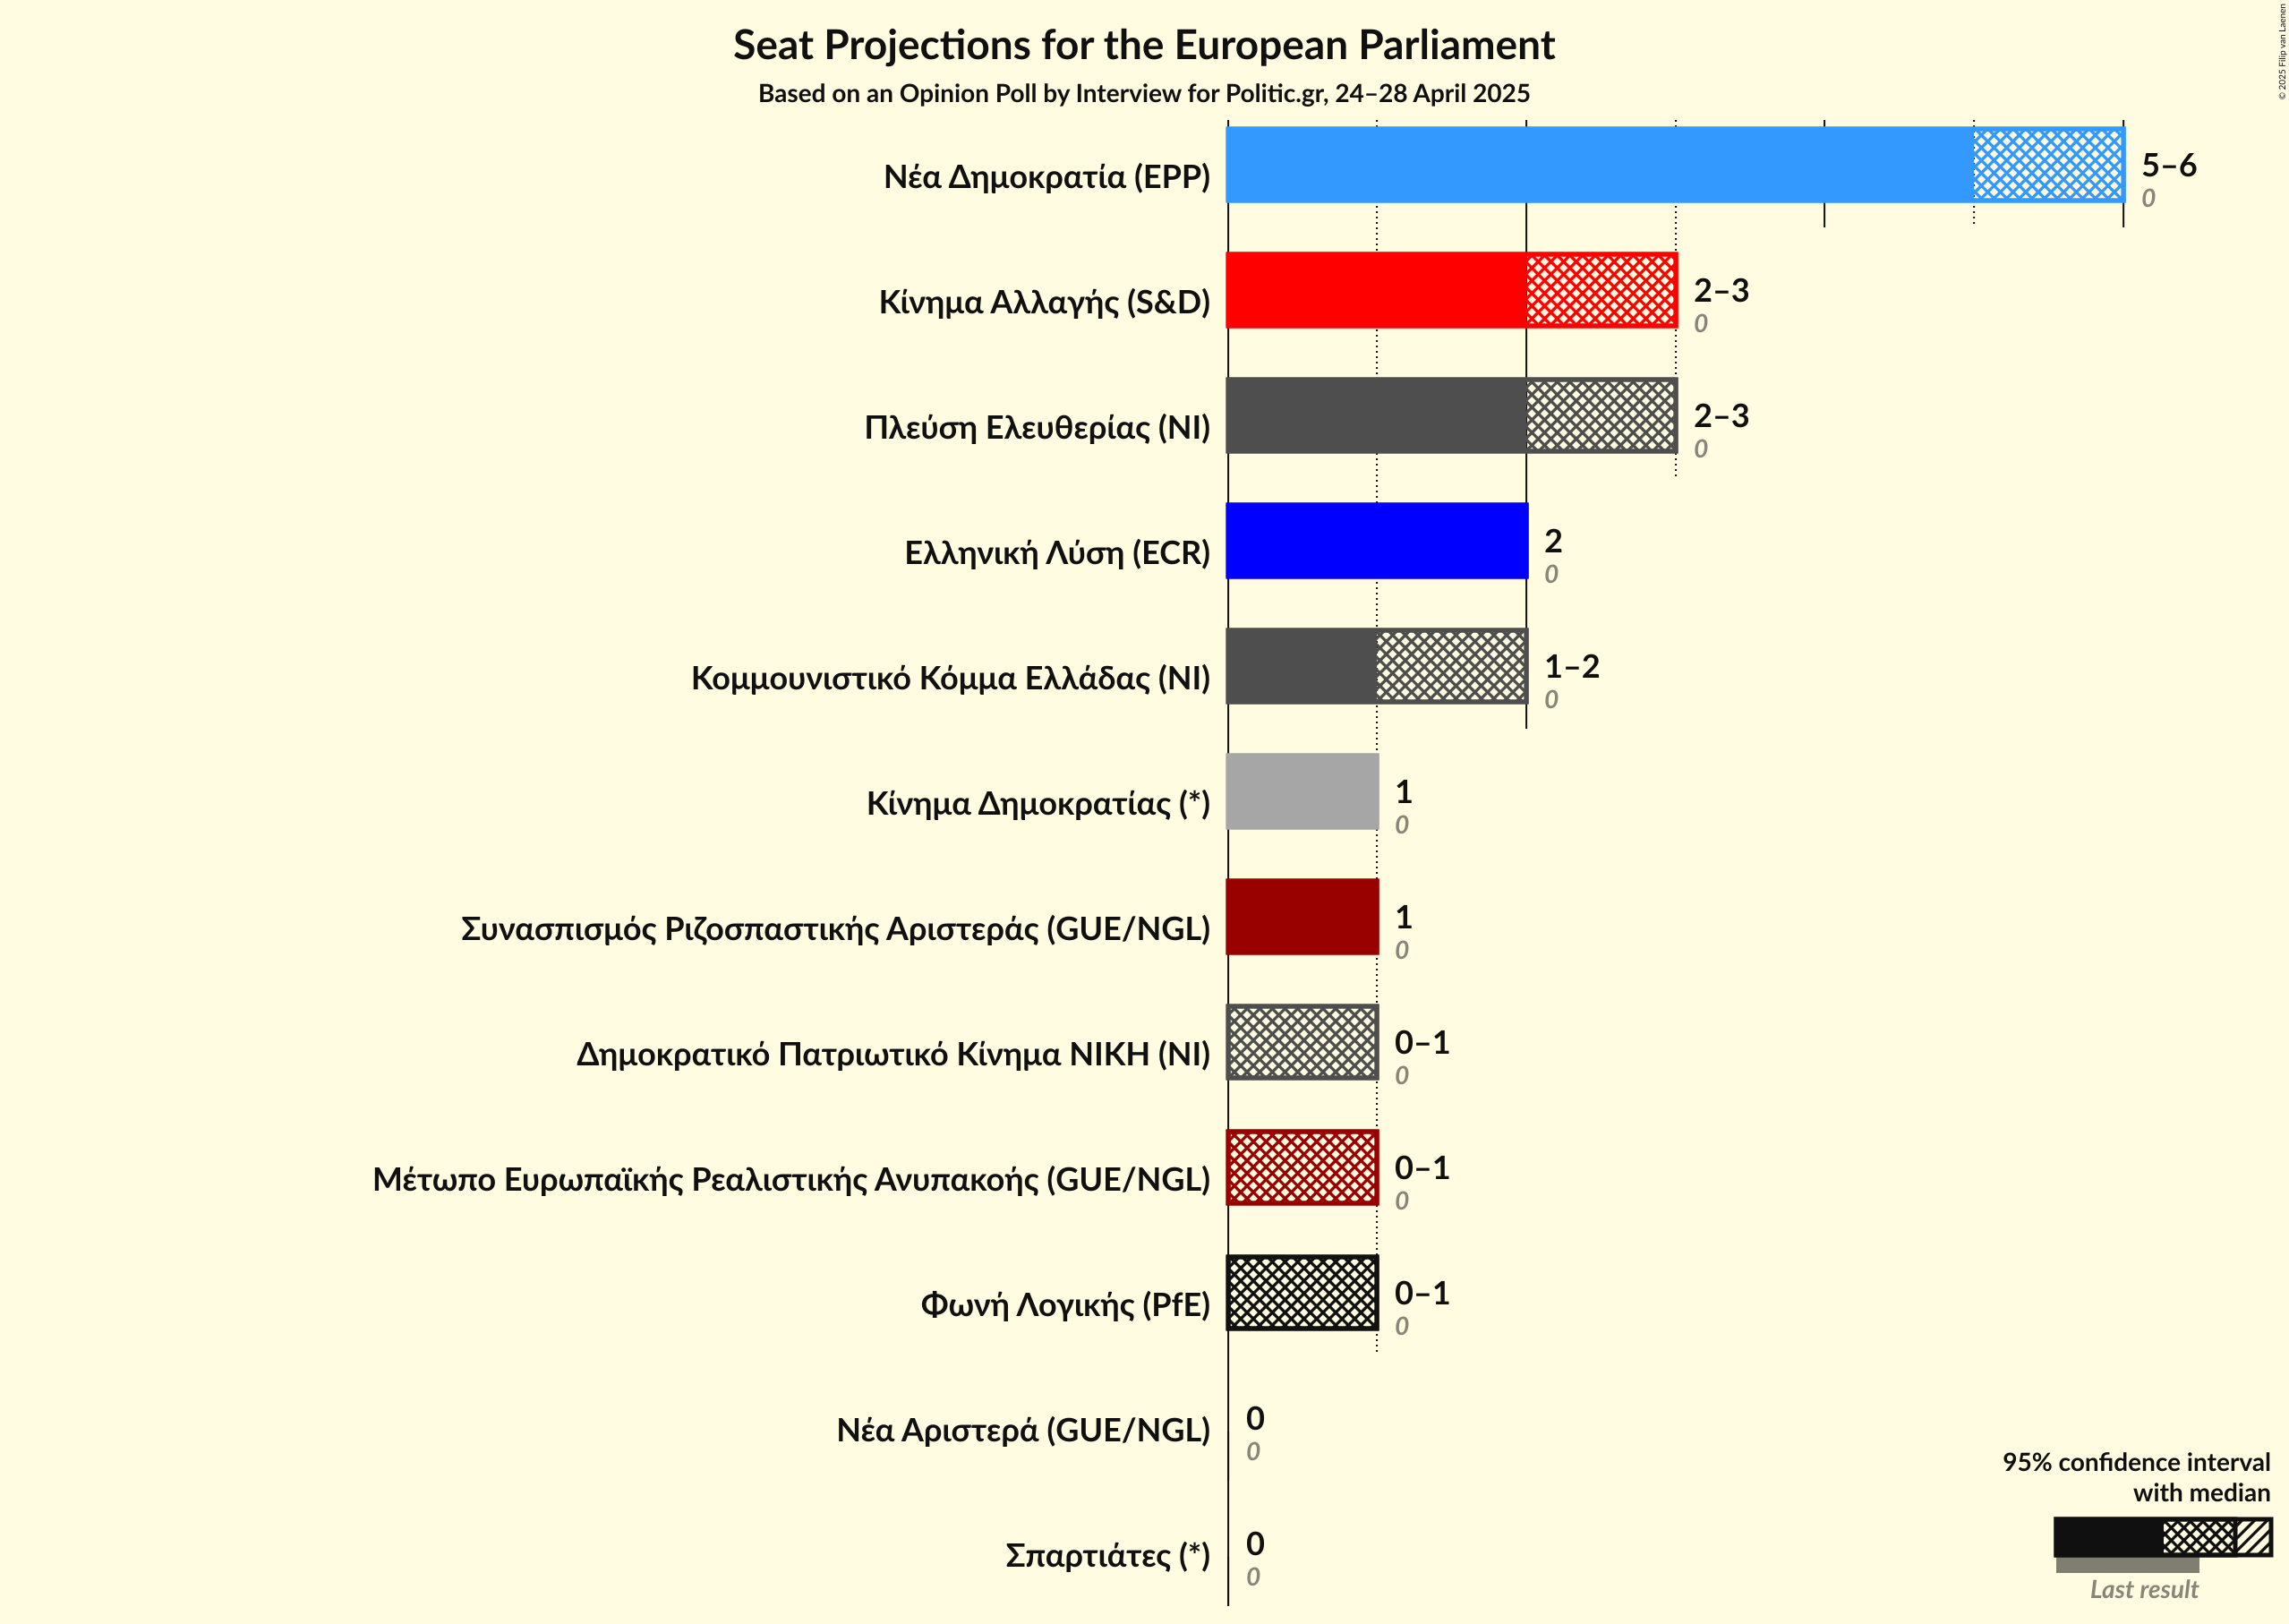 Seat Projections for the European Parliament
Based on an Opinion Poll by Interview for Politic.gr, 24–28 April 2025
© 2025 Filip van Laenen
Νέα Δημοκρατία (EPP)
5–6
0
Κίνημα Αλλαγής (S&D)
2–3
0
Πλεύση Ελευθερίας (NI)
2–3
0
Ελληνική Λύση (ECR)
2
0
Κομμουνιστικό Κόμμα Ελλάδας (NI)
1–2
0
Κίνημα Δημοκρατίας (*)
1
0
Συνασπισμός Ριζοσπαστικής Αριστεράς (GUE/NGL)
1
0
Δημοκρατικό Πατριωτικό Κίνημα ΝΙΚΗ (NI)
0–1
0
Μέτωπο Ευρωπαϊκής Ρεαλιστικής Ανυπακοής (GUE/NGL)
0–1
0
Φωνή Λογικής (PfE)
0–1
0
Νέα Αριστερά (GUE/NGL)
0
0
Σπαρτιάτες (*)
0
0
95% confidence interval
with median
Last result